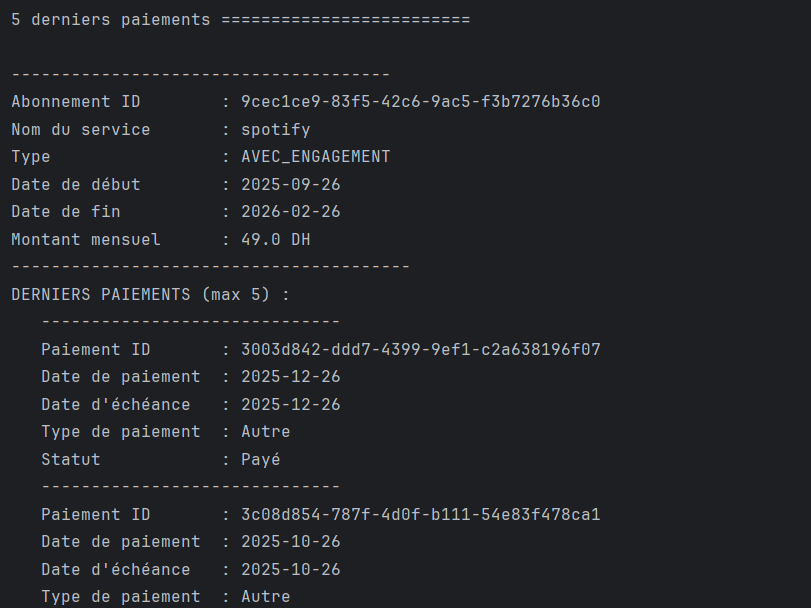 5 derniers paiements =========================
--------------------------------------
Abonnement ID        : 9cec1ce9-83f5-42c6-9ac5-f3b7276b36c0
Nom du service       : spotify
Type                 : AVEC_ENGAGEMENT
Date de début        : 2025-09-26
Date de fin          : 2026-02-26
Montant mensuel      : 49.0 DH
----------------------------------------
DERNIERS PAIEMENTS (max 5) :
   ------------------------------
   Paiement ID       : 3003d842-ddd7-4399-9ef1-c2a638196f07
   Date de paiement  : 2025-12-26
   Date d'échéance   : 2025-12-26
   Type de paiement  : Autre
   Statut            : Payé
   ------------------------------
   Paiement ID       : 3c08d854-787f-4d0f-b111-54e83f478ca1
   Date de paiement  : 2025-10-26
   Date d'échéance   : 2025-10-26
   Type de paiement  : Autre